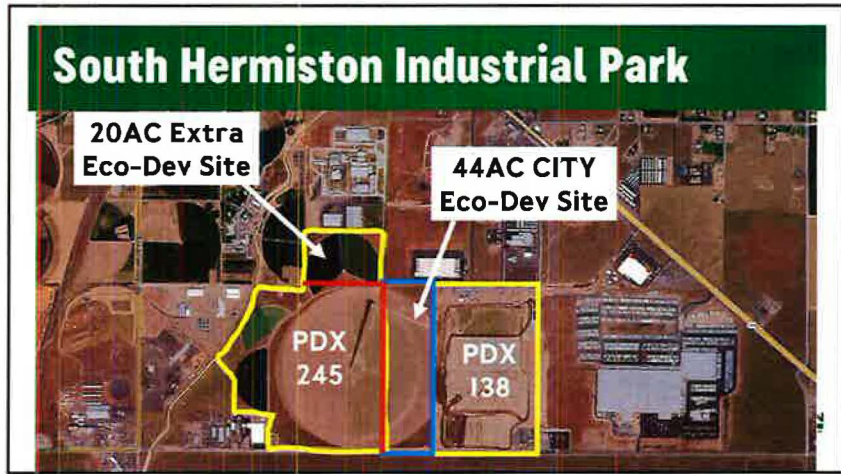 South Hermiston Industrial Park
20AC Extra
Eco-Dev Site
44AC CITY
Eco-Dev Site
PDX
245
PDX
138